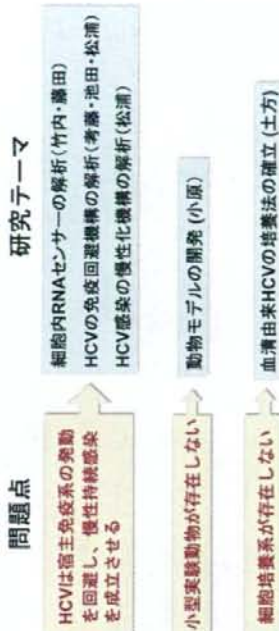 問題点
研究テーマ
HCVは宿主免疫系の発動
を回避し、慢性持続感染
を成立させる
細胞内RNAセンサーの解析(竹内・藤田)
HCVの免疫回避機構の解析(考藤・池田・松浦)
HCV感染の慢性化機構の解析(松浦)
小型実験動物が存在しない
動物モデルの開発 (小原)
細胞培養系が存在しない
血清由来HCVの培養法の確立 (土方)